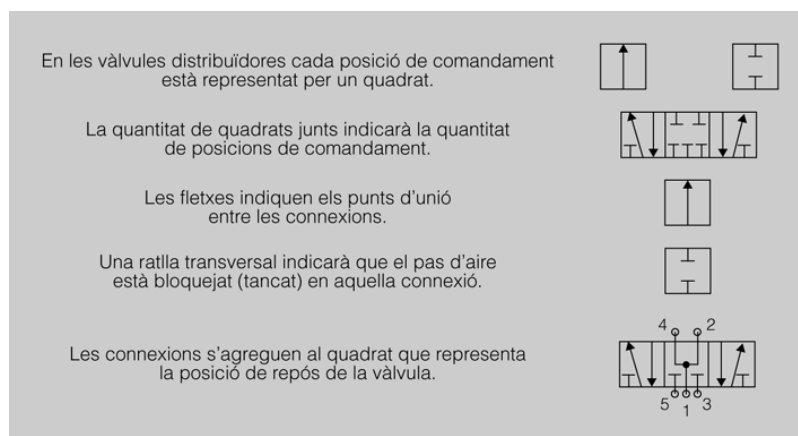 En les vàlvules distribuïdores cada posició de comandament
està representat per un quadrat.
La quantitat de quadrats junts indicarà la quantitat
de posicions de comandament.
Les fletxes indiquen els punts d'unió
entre les connexions.
Una ratlla transversal indicarà que el pas d'aire
està bloquejat (tancat) en aquella connexió.
Les connexions s'agreguen al quadrat que representa
la posició de repós de la vàlvula.
4 2
5 1 3